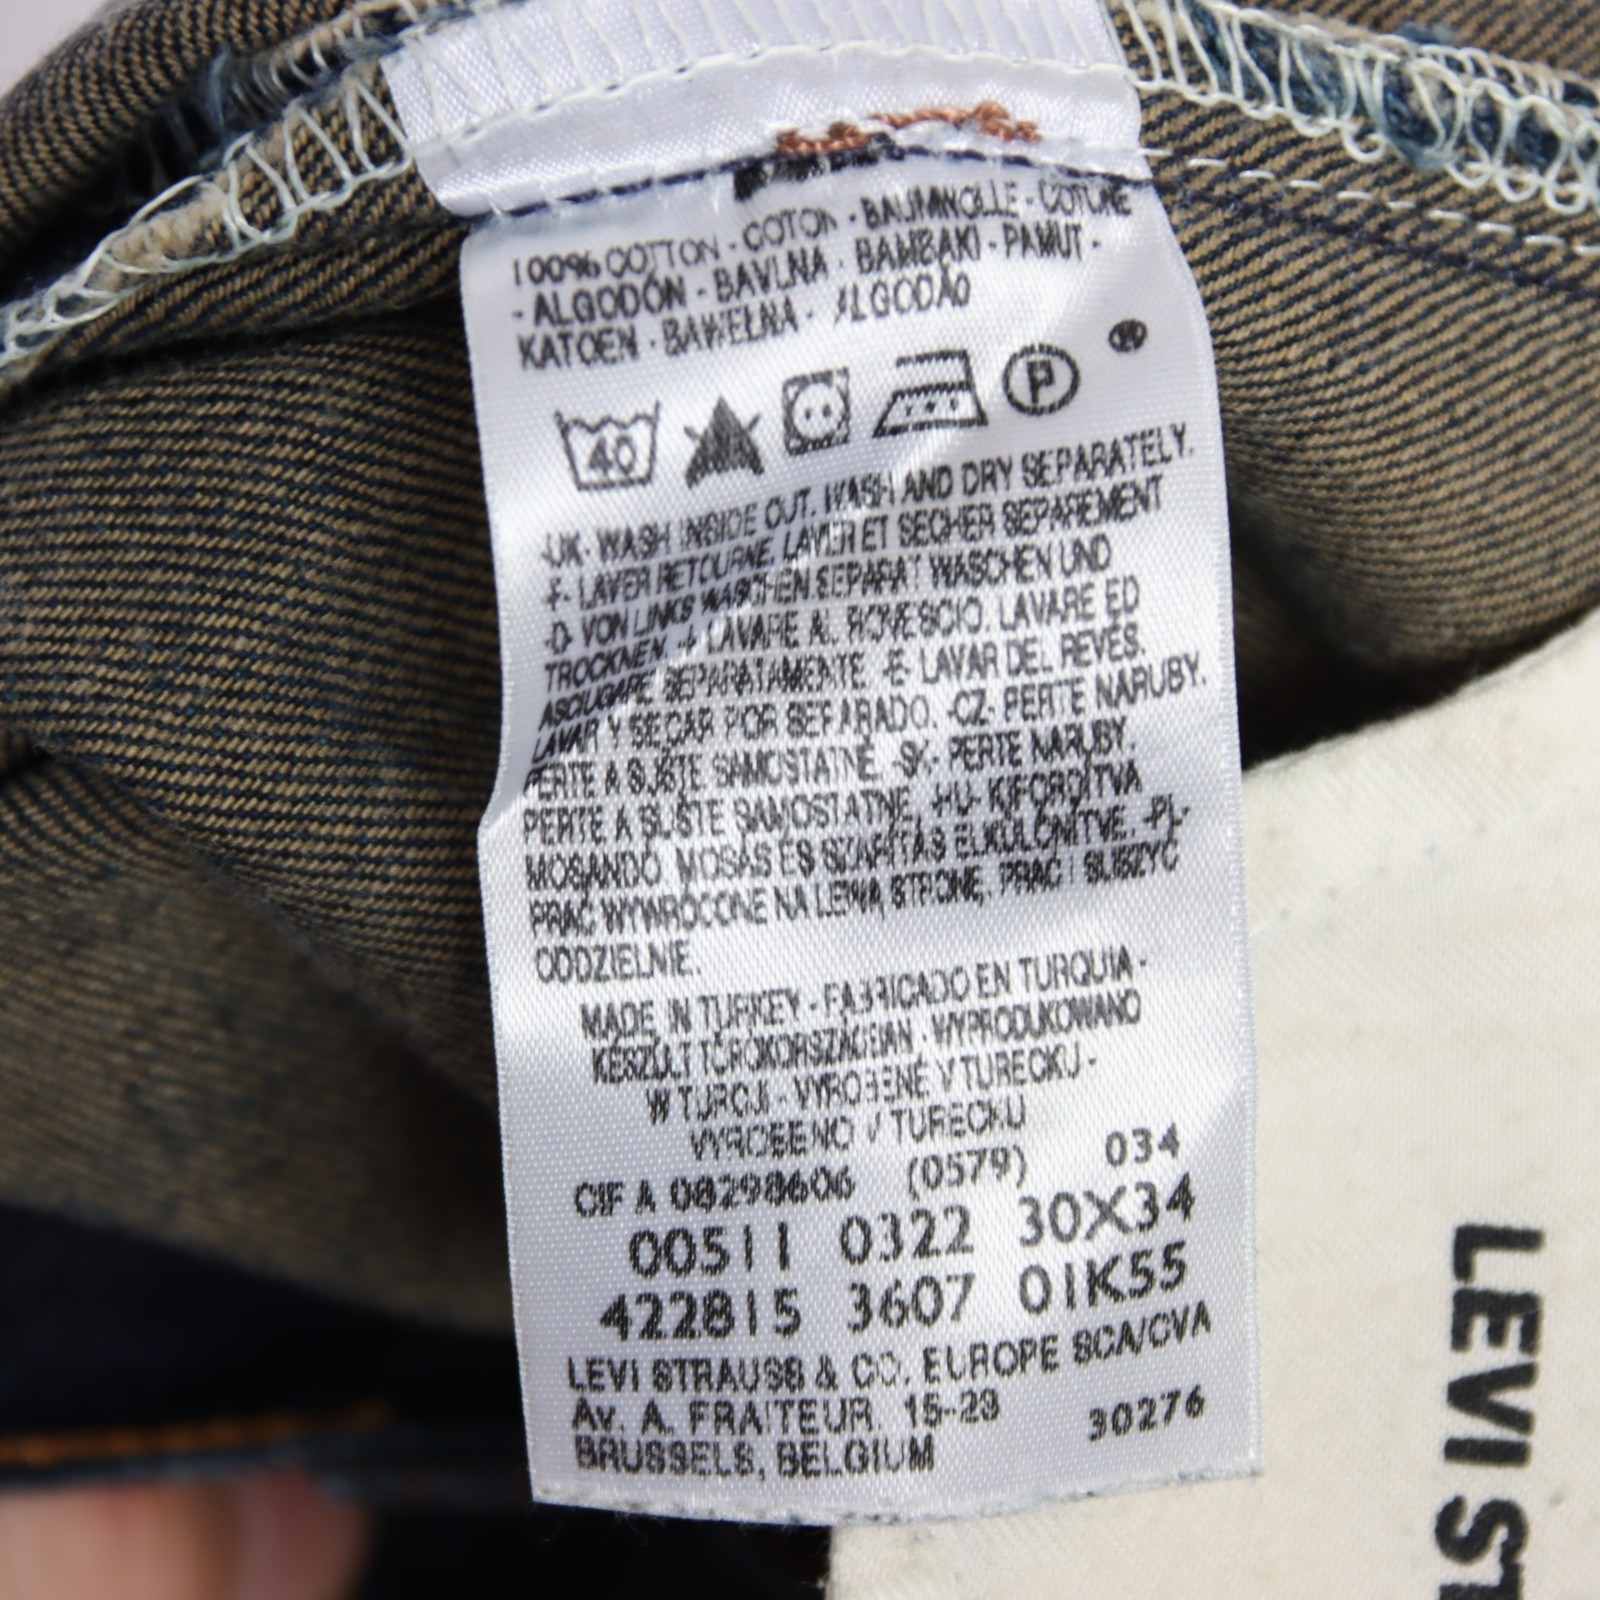 100% COTTON - COTON - BAUMWOLLE - COTONE
- ALGODÓN - BAVLNA - BAMBAKI - PAMUT -
KATOEN - BAWEŁNA - ALGODÃO
40 P
-UK- WASH INSIDE OUT. WASH AND DRY SEPARATELY.
-F- LAVER RETOURNE. LAVER ET SECHER SEPAREMENT
-D- VON LINKS WASCHEN. SEPARAT WASCHEN UND
TROCKNEN. -I- LAVARE AL ROVESCIO. LAVARE ED
ASCIUGARE SEPARATAMENTE. -E- LAVAR DEL REVÉS.
LAVAR Y SECAR POR SEPARADO. -CZ- PERTE NARUBY.
PERTE A SUŠTE SAMOSTATNĚ. -SK- PERTE NARUBY.
PERTE A SUŠTE SAMOSTATNE. -HU- KIFORDÍTVA
MOSANDÓ. MOSÁS ÉS SZÁRÍTÁS ELKÜLÖNÍTVE. -PL-
PRAĆ WYWRÓCONE NA LEWĄ STRONĘ, PRAĆ I SUSZYĆ
ODDZIELNIE.
MADE IN TURKEY - FABRICADO EN TURQUIA -
KÉSZÜLT TÖRÖKORSZÁGBAN - WYPRODUKOWANO
W TURCJI - VYROBENÉ V TURECKU -
VYROBENO V TURECKU
CIF A 08298606 (0579) 034
00511 0322 30X34
422815 3607 01K55
LEVI STRAUSS & CO. EUROPE SCA/CVA
Av. A. FRAITEUR 15-23 30276
BRUSSELS, BELGIUM
LEVI ST